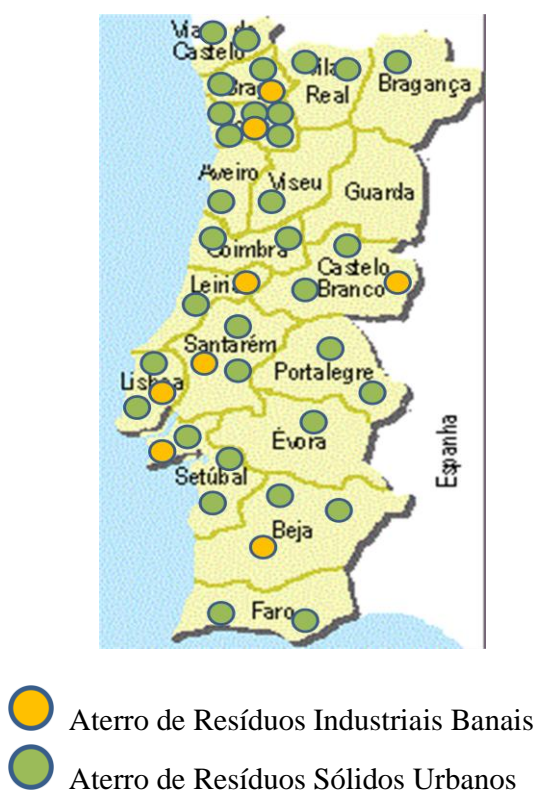 Castelo
Real
Bragança
Aveiro
Viseu
Guarda
Castelo
Branco
Santarém
Portalegre
Évora
Espanha
Setúbal
Beja
Faro
Aterro de Resíduos Industriais Banais
Aterro de Resíduos Sólidos Urbanos